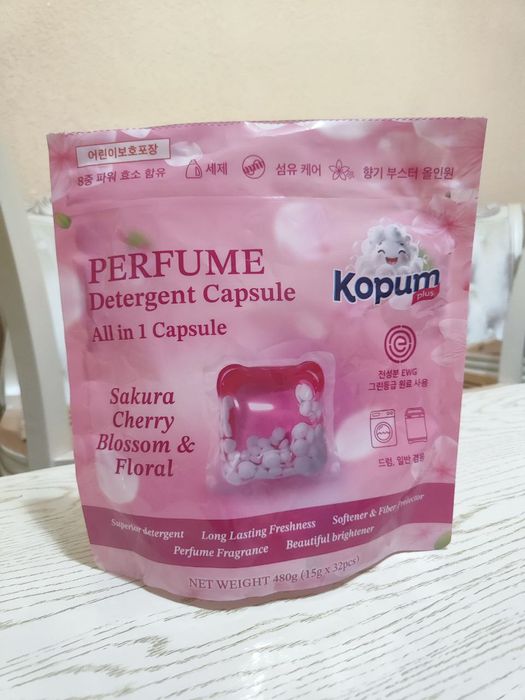 어린이보호포장
8중 파워 효소 함유
세제
섬유 케어
향기 부스터 올인원
PERFUME
Detergent Capsule
All in 1 Capsule
Kopum
plus
Sakura
Cherry
Blossom &
Floral
전성분 EWG
그린등급 원료 사용
드럼, 일반 겸용
Superior detergent Long Lasting Freshness Softener & Fiber Protector
Perfume Fragrance Beautiful brightener
NET WEIGHT 480g (15g x 32pcs)